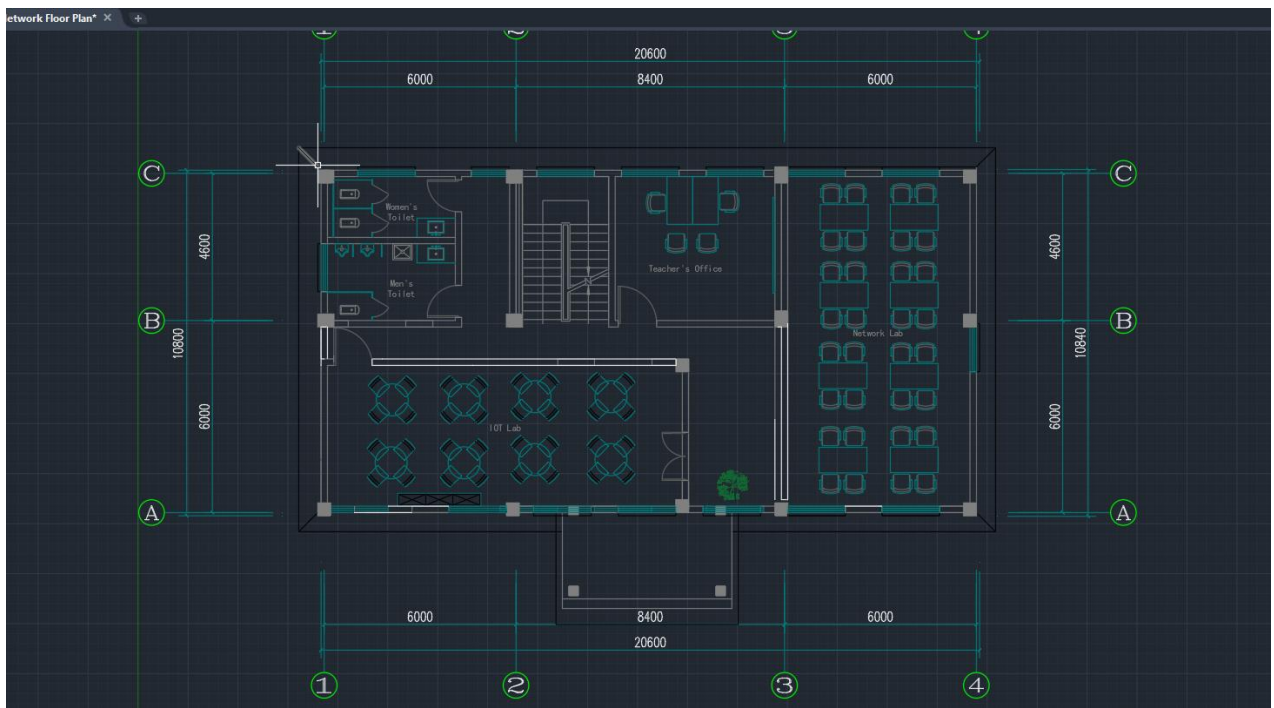 etwork Floor Plan*
20600
6000
8400
6000
C
C
Women's
Toilet
4600
4600
Teacher's Office
Men's
Toilet
B
B
Network Lab
10800
10840
6000
6000
IOT Lab
A
A
6000
8400
6000
20600
1
2
3
4